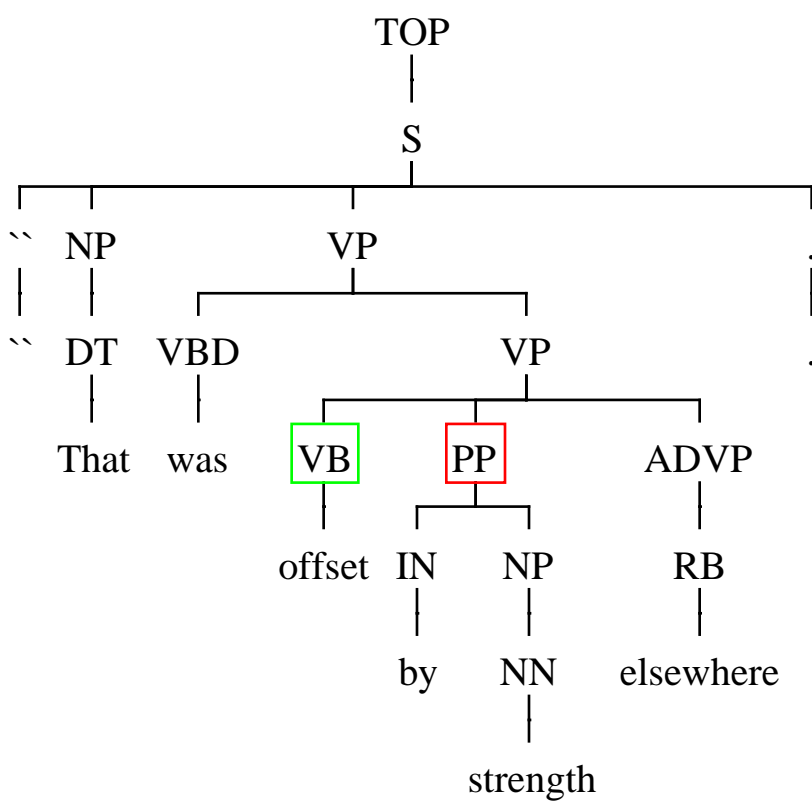 TOP
S
`` NP VP .
`` DT VBD VP .
That was VB PP ADVP
offset IN NP RB
by NN elsewhere
strength